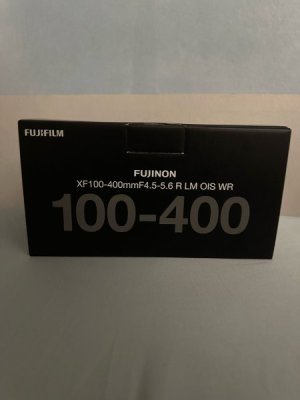 FUJIFILM
FUJINON
XF100-400mmF4.5-5.6 R LM OIS WR
100-400